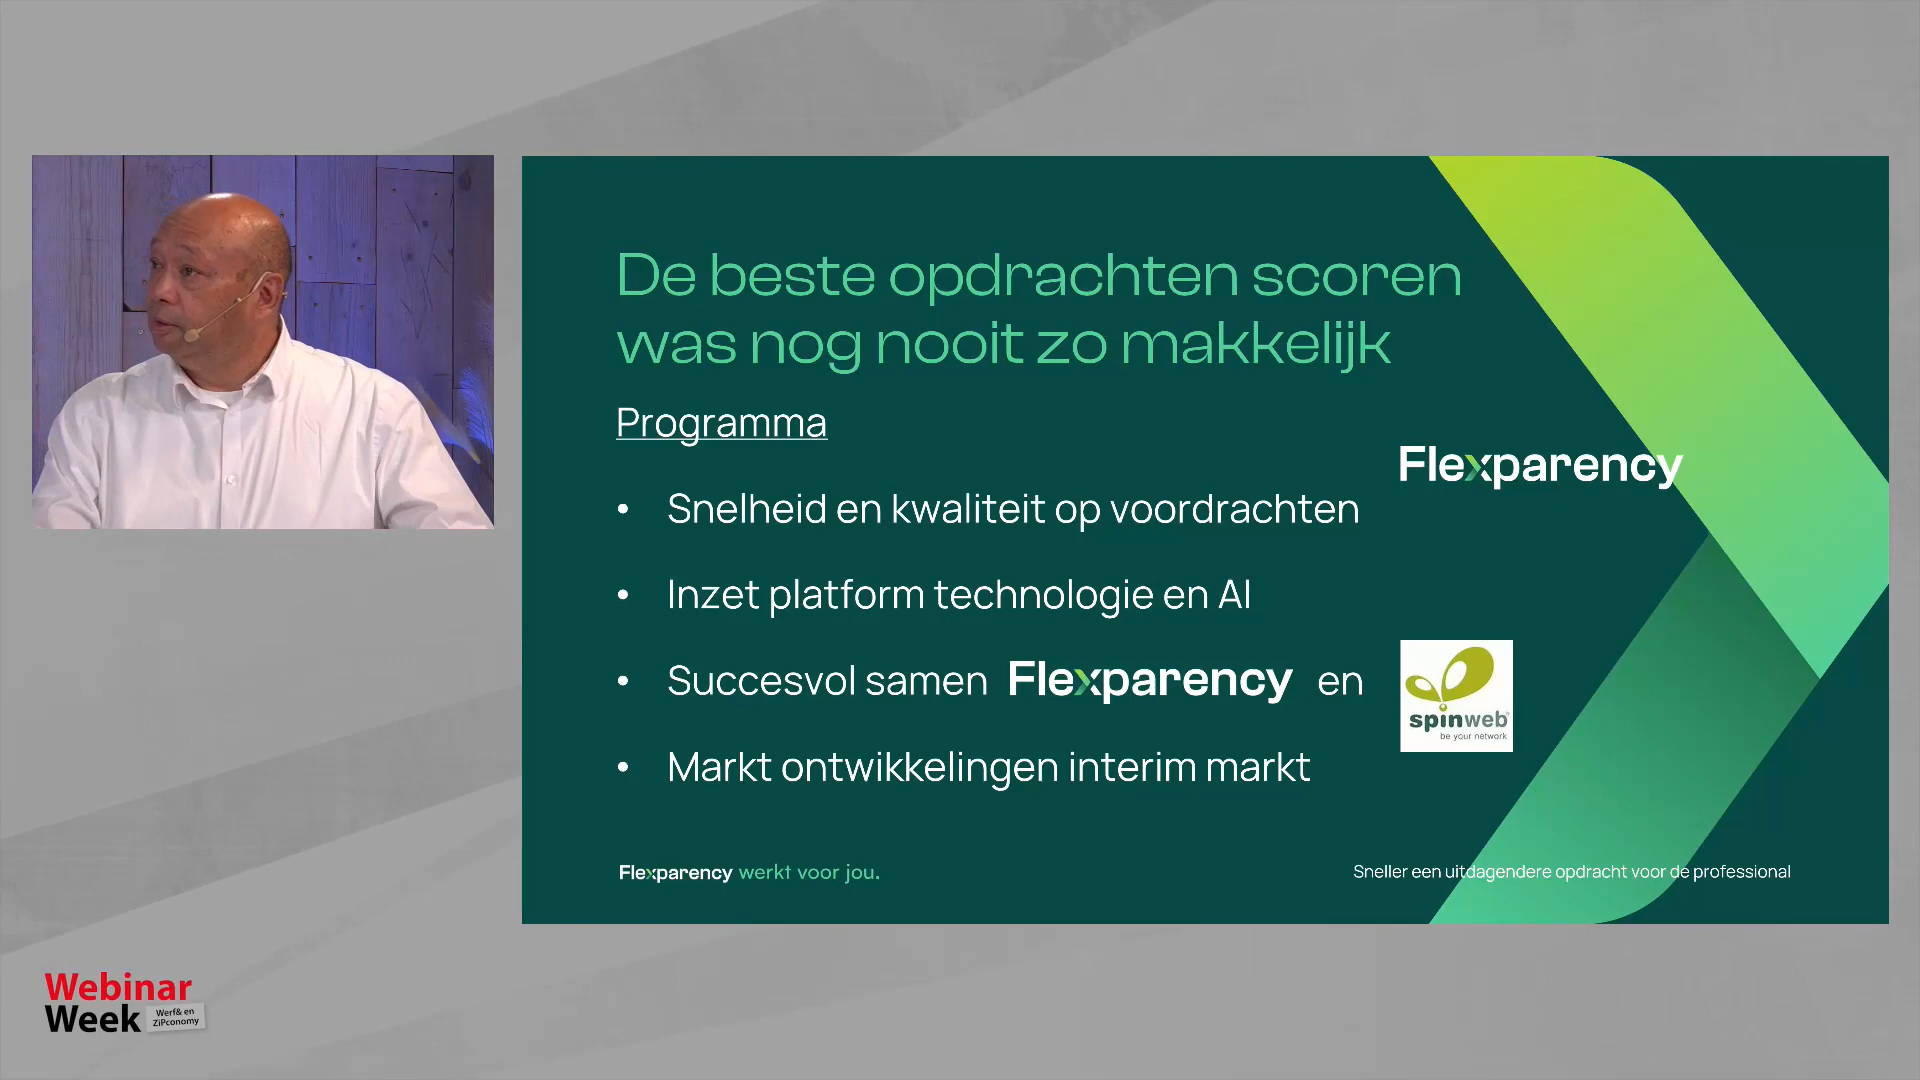 De beste opdrachten scoren
was nog nooit zo makkelijk
Programma
Flexparency
• Snelheid en kwaliteit op voordrachten
• Inzet platform technologie en AI
• Succesvol samen Flexparency en
spinweb
be your network
• Markt ontwikkelingen interim markt
Flexparency werkt voor jou.
Sneller een uitdagendere opdracht voor de professional
Webinar
Week
Werf& en
ZiPconomy